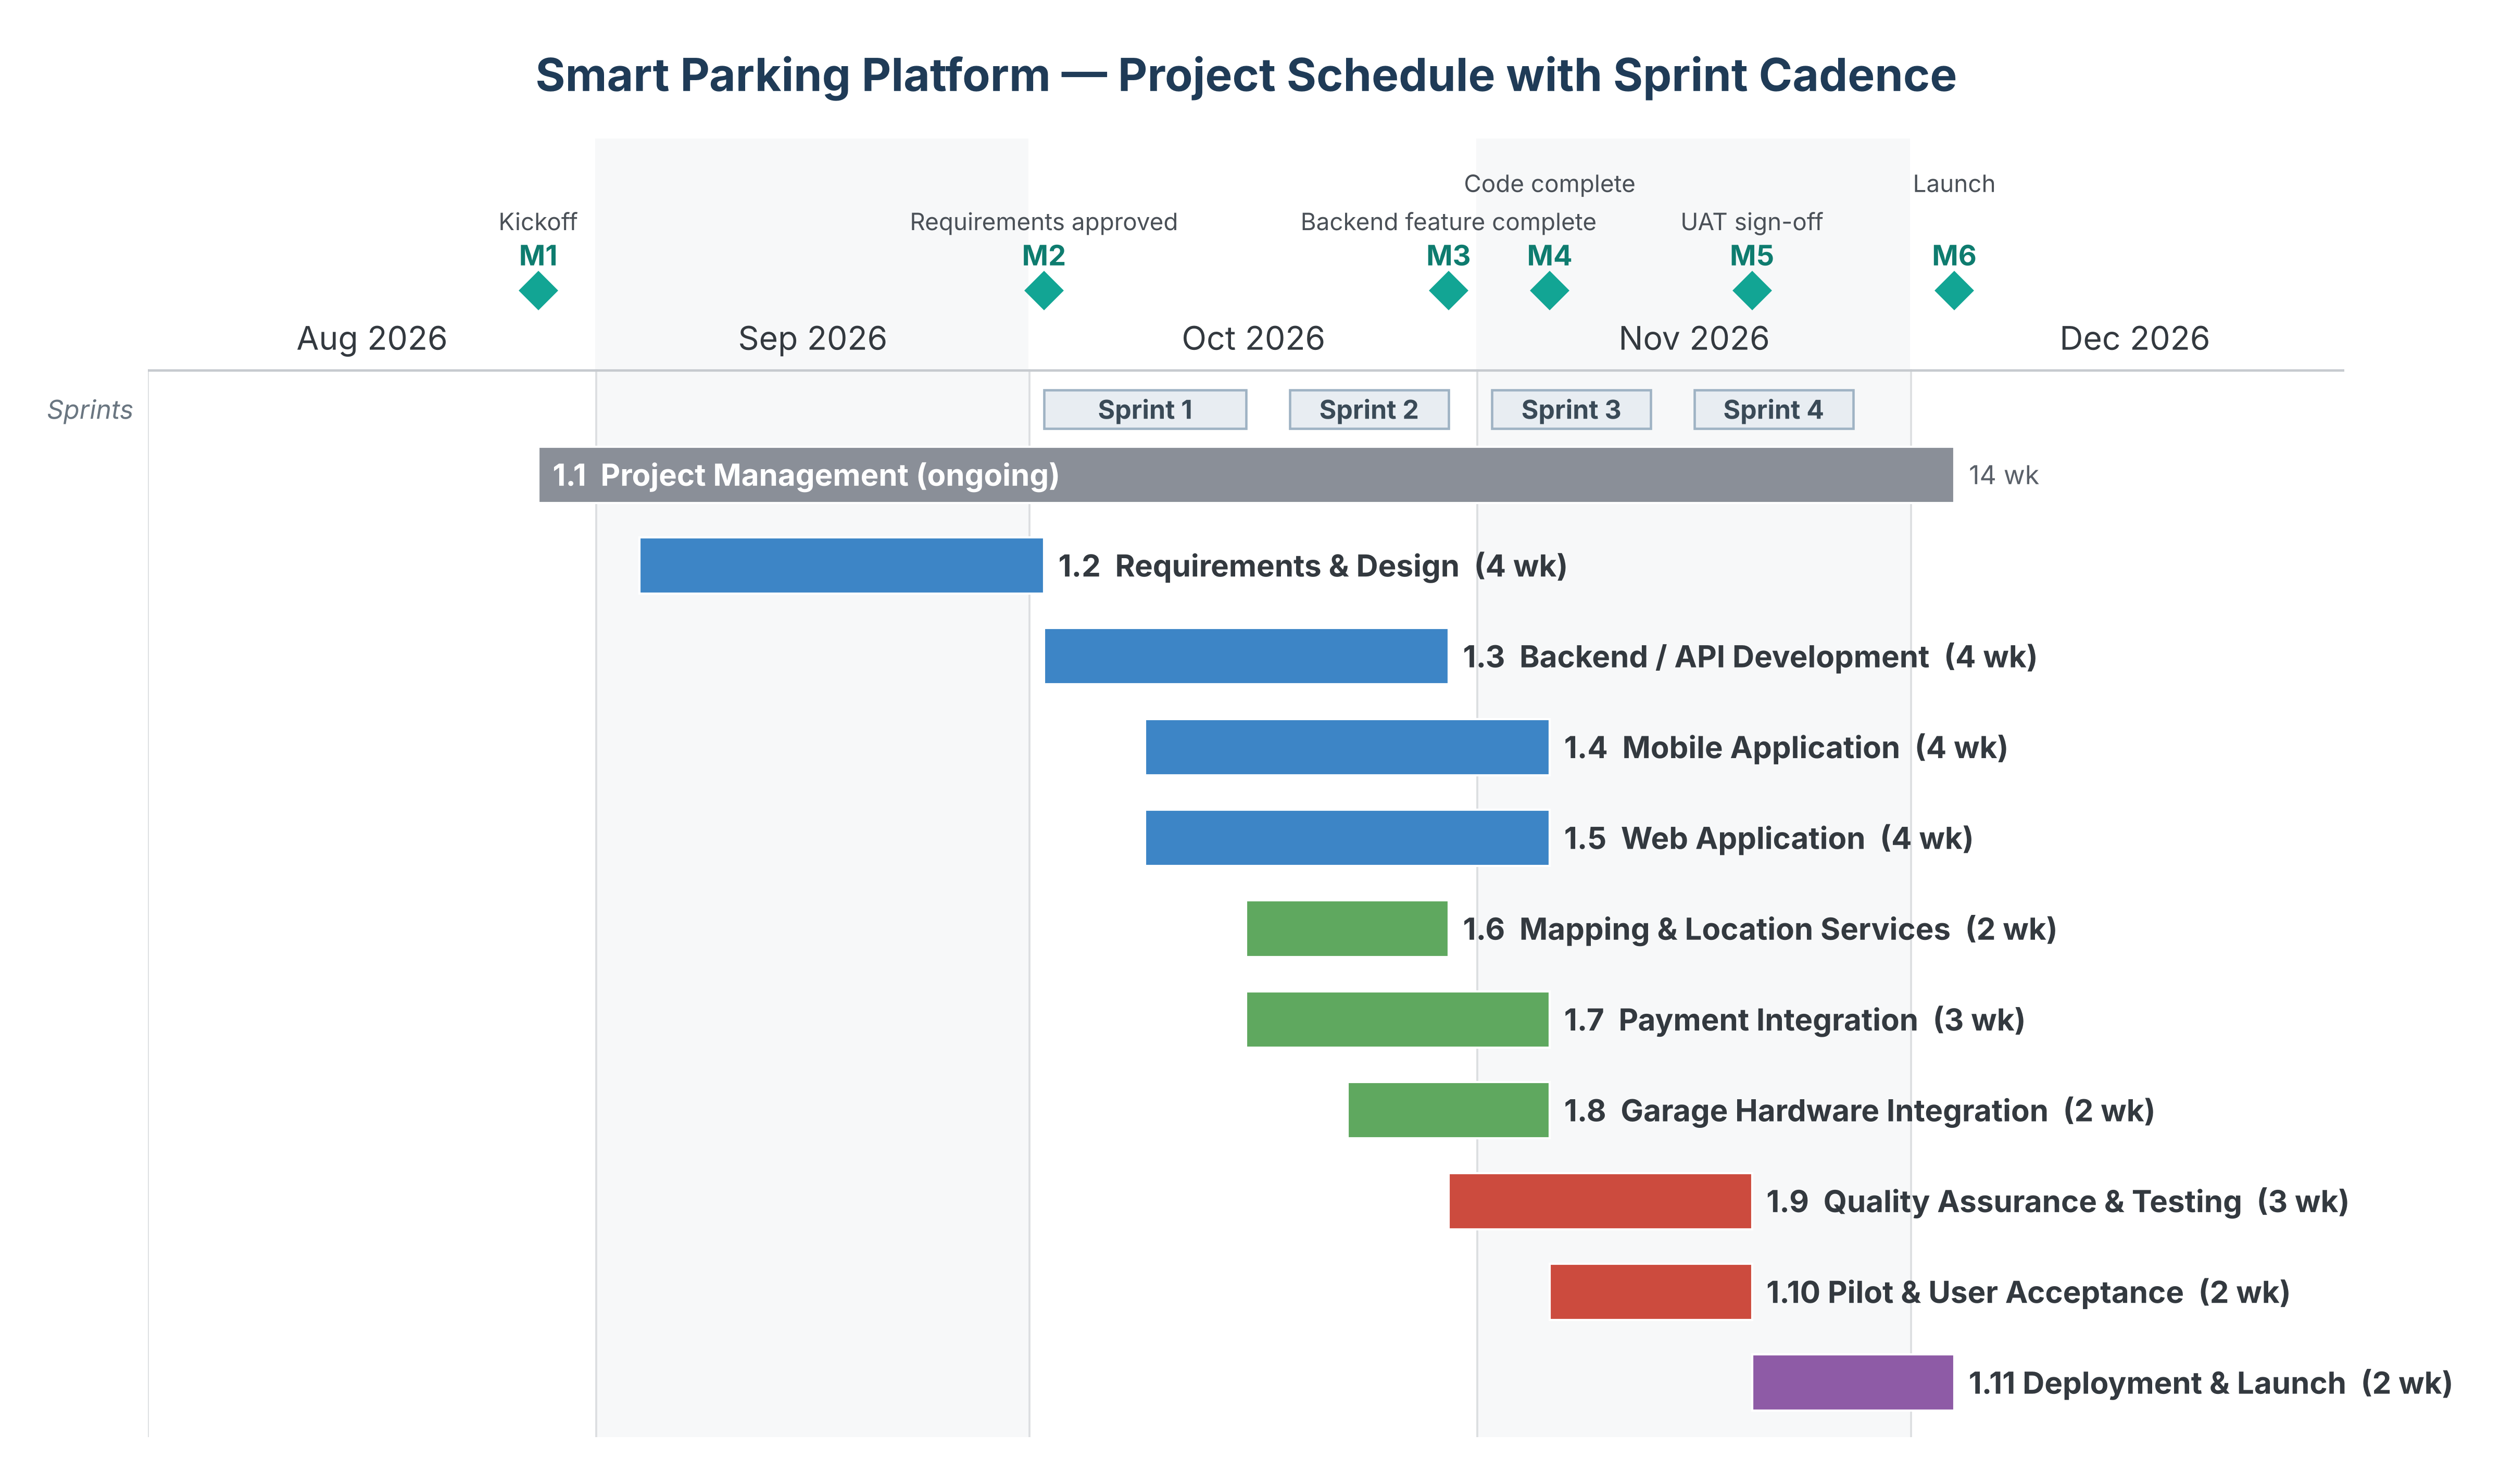 Smart Parking Platform — Project Schedule with Sprint Cadence
Code complete
Launch
Kickoff
Requirements approved
Backend feature complete
UAT sign-off
M1
M2
M3
M4
M5
M6
Aug 2026
Sep 2026
Oct 2026
Nov 2026
Dec 2026
Sprints
Sprint 1
Sprint 2
Sprint 3
Sprint 4
1.1 Project Management (ongoing)
14 wk
1.2 Requirements & Design (4 wk)
1.3 Backend / API Development (4 wk)
1.4 Mobile Application (4 wk)
1.5 Web Application (4 wk)
1.6 Mapping & Location Services (2 wk)
1.7 Payment Integration (3 wk)
1.8 Garage Hardware Integration (2 wk)
1.9 Quality Assurance & Testing (3 wk)
1.10 Pilot & User Acceptance (2 wk)
1.11 Deployment & Launch (2 wk)